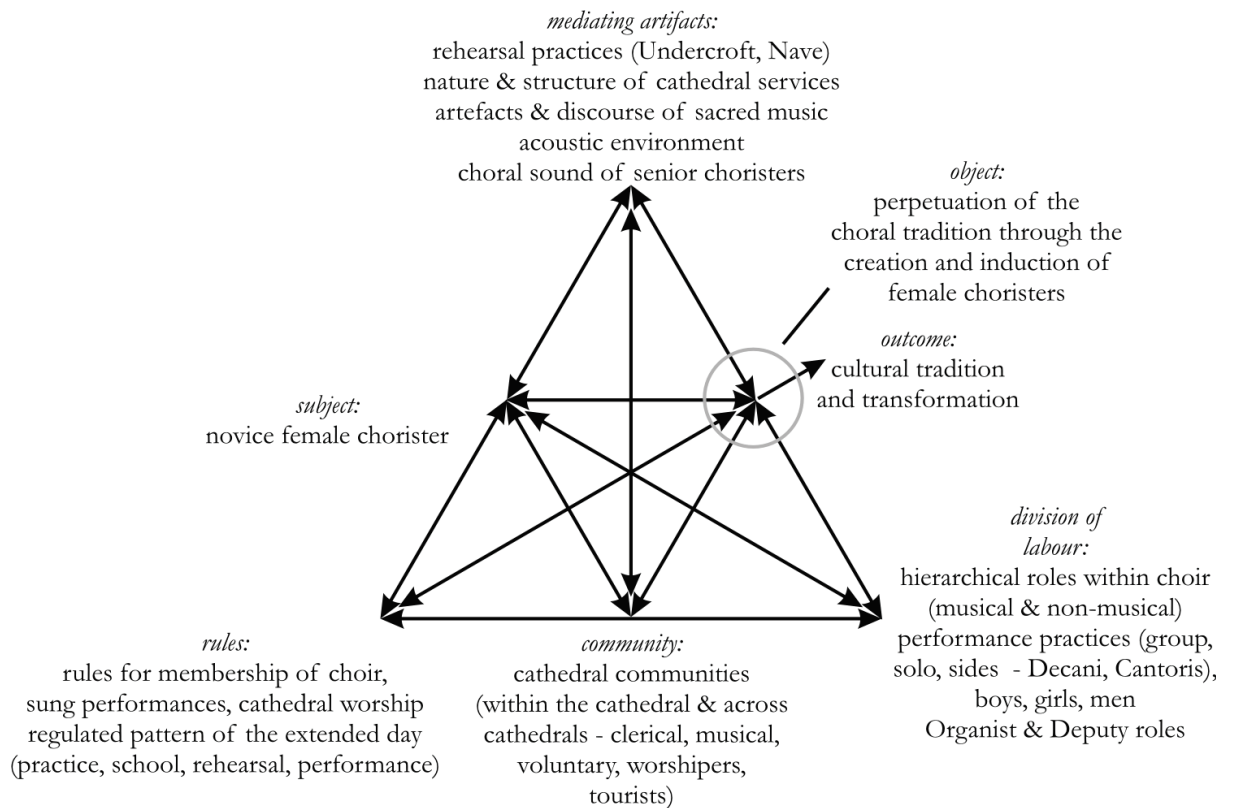 mediating artifacts:
rehearsal practices (Undercroft, Nave)
nature & structure of cathedral services
artefacts & discourse of sacred music
acoustic environment
choral sound of senior choristers
object:
perpetuation of the
choral tradition through the
creation and induction of
female choristers
outcome:
cultural tradition
and transformation
subject:
novice female chorister
division of
labour:
hierarchical roles within choir
(musical & non-musical)
performance practices (group,
solo, sides - Decani, Cantoris),
boys, girls, men
Organist & Deputy roles
rules:
rules for membership of choir,
sung performances, cathedral worship
regulated pattern of the extended day
(practice, school, rehearsal, performance)
community:
cathedral communities
(within the cathedral & across
cathedrals - clerical, musical,
voluntary, worshipers,
tourists)